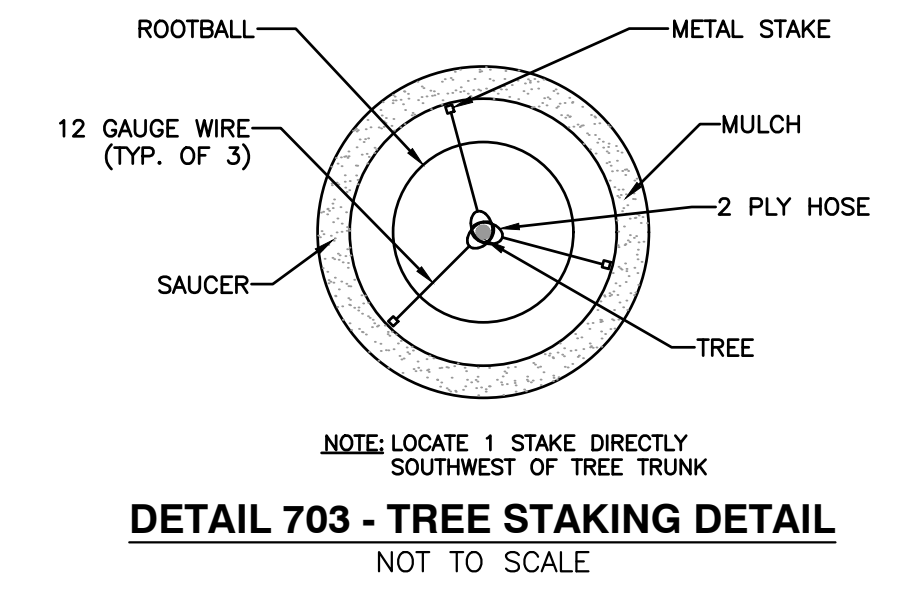 ROOTBALL
METAL STAKE
12 GAUGE WIRE
(TYP. OF 3)
MULCH
2 PLY HOSE
SAUCER
TREE
NOTE: LOCATE 1 STAKE DIRECTLY
SOUTHWEST OF TREE TRUNK
DETAIL 703 - TREE STAKING DETAIL
NOT TO SCALE